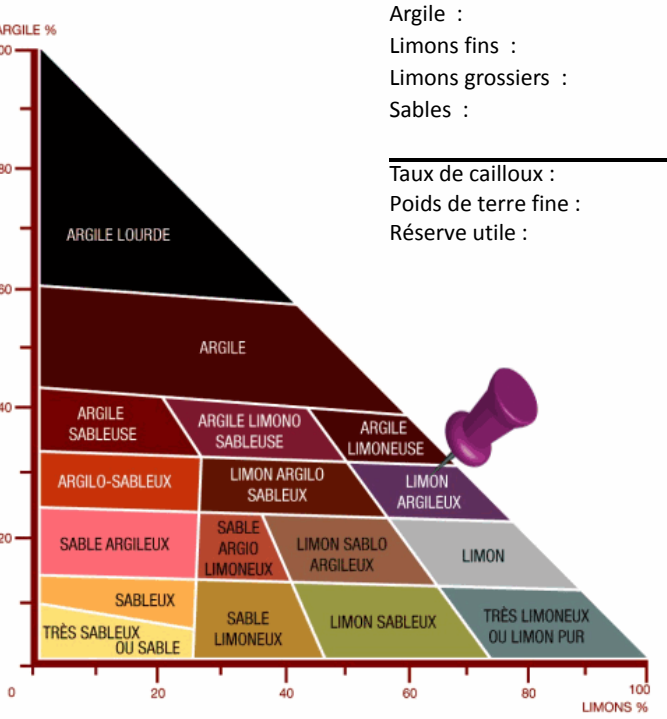 Argile :
Limons fins :
Limons grossiers :
Sables :
Taux de cailloux :
Poids de terre fine :
Réserve utile :
ARGILE %
80
60
40
20
ARGILE LOURDE
ARGILE
ARGILE
SABLEUSE
ARGILE LIMONO
SABLEUSE
ARGILE
LIMONEUSE
ARGILO-SABLEUX
LIMON ARGILO
SABLEUX
LIMON
ARGILEUX
SABLE ARGILEUX
SABLE
ARGIO
LIMONEUX
LIMON SABLO
ARGILEUX
LIMON
SABLEUX
TRÈS SABLEUX
OU SABLE
SABLE
LIMONEUX
LIMON SABLEUX
TRÈS LIMONEUX
OU LIMON PUR
0 20 40 60 80 100
LIMONS %